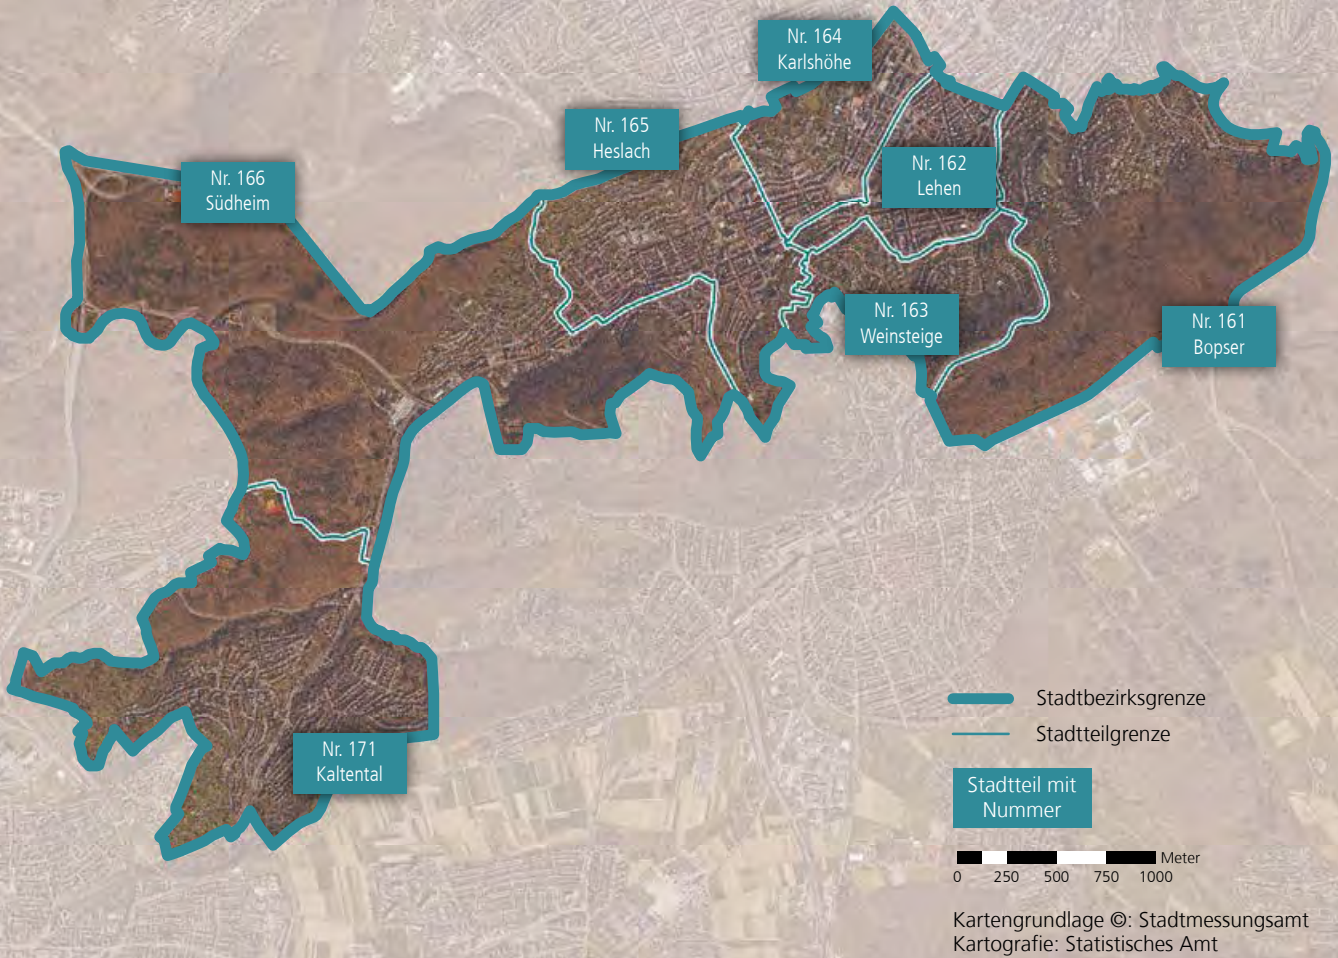 Nr. 164
Karlshöhe
Nr. 165
Heslach
Nr. 162
Lehen
Nr. 166
Südheim
Nr. 163
Weinsteige
Nr. 161
Bopser
Nr. 171
Kaltental
Stadtbezirksgrenze
Stadtteilgrenze
Stadtteil mit
Nummer
Meter
0 250 500 750 1000
Kartengrundlage ©: Stadtmessungsamt
Kartografie: Statistisches Amt